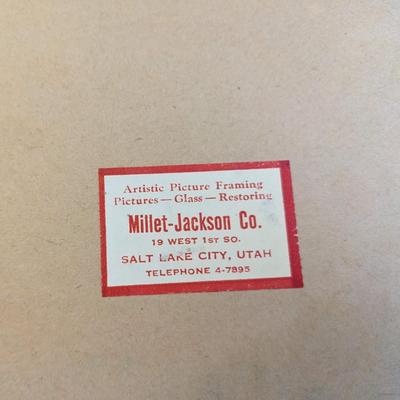 Artistic Picture Framing
Pictures — Glass — Restoring
Millet-Jackson Co.
19 WEST 1ST SO.
SALT LAKE CITY, UTAH
TELEPHONE 4-7895